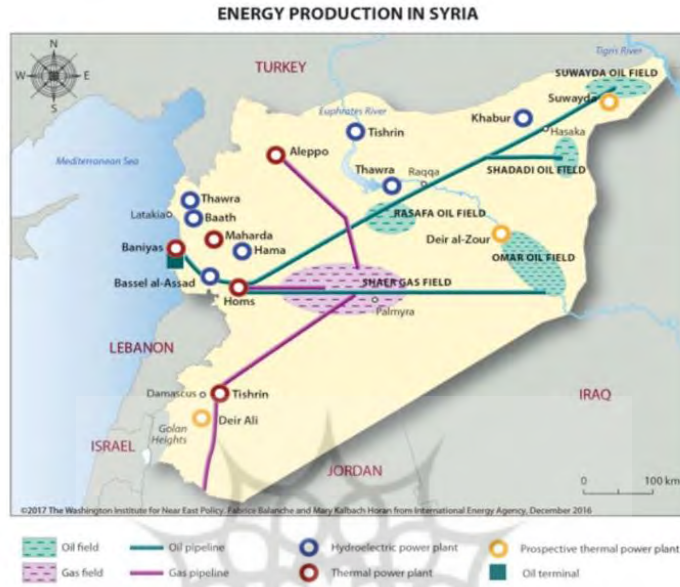 ENERGY PRODUCTION IN SYRIA
N
W
E
S
TURKEY
Tigris River
SUWAYDA OIL FIELD
Suwayda
Euphrates River
Khabur
Tishrin
Hasaka
Aleppo
Mediterranean Sea
Thawra
Raqqa
SHADADI OIL FIELD
Thawra
Latakia
Baath
RASAFA OIL FIELD
Maharda
Deir al-Zour
Baniyas
Hama
OMAR OIL FIELD
Bassel al-Assad
SHAER GAS FIELD
Homs
Palmyra
LEBANON
Damascus
Tishrin
IRAQ
Deir Ali
Golan
Heights
ISRAEL
JORDAN
0 100 km
©2017 The Washington Institute for Near East Policy. Fabrice Balanche and Mary Kalbach Horan from International Energy Agency, December 2016
Oil field
Oil pipeline
Hydroelectric power plant
Prospective thermal power plant
Gas field
Gas pipeline
Thermal power plant
Oil terminal